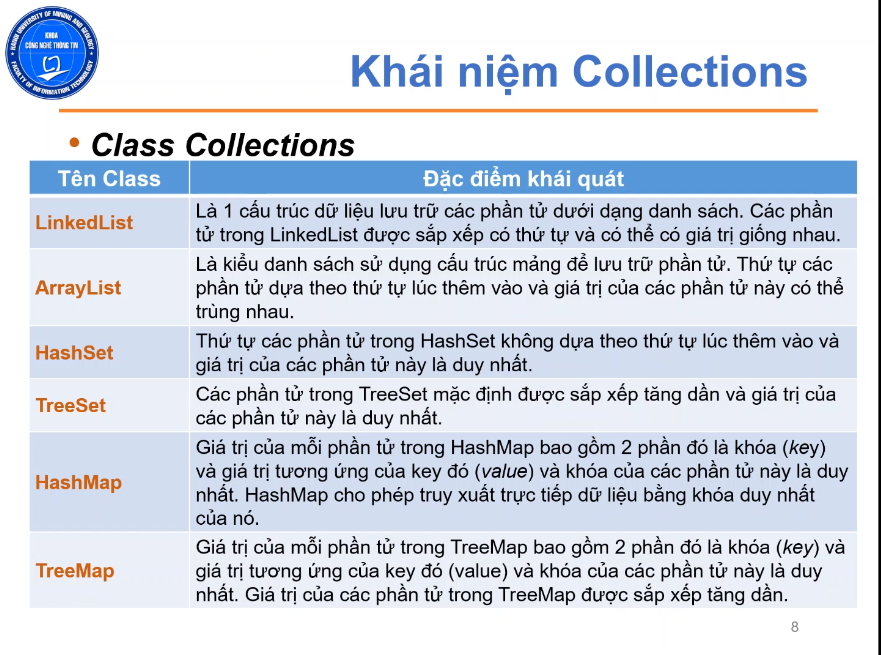 HANOI UNIVERSITY OF MINING AND GEOLOGY
KHOA
CÔNG NGHỆ THÔNG TIN
FACULTY OF INFORMATION TECHNOLOGY
Khái niệm Collections
• Class Collections
Tên Class
Đặc điểm khái quát
LinkedList
Là 1 cấu trúc dữ liệu lưu trữ các phần tử dưới dạng danh sách. Các phần
tử trong LinkedList được sắp xếp có thứ tự và có thể có giá trị giống nhau.
ArrayList
Là kiểu danh sách sử dụng cấu trúc mảng để lưu trữ phần tử. Thứ tự các
phần tử dựa theo thứ tự lúc thêm vào và giá trị của các phần tử này có thể
trùng nhau.
HashSet
Thứ tự các phần tử trong HashSet không dựa theo thứ tự lúc thêm vào và
giá trị của các phần tử này là duy nhất.
TreeSet
Các phần tử trong TreeSet mặc định được sắp xếp tăng dần và giá trị của
các phần tử này là duy nhất.
HashMap
Giá trị của mỗi phần tử trong HashMap bao gồm 2 phần đó là khóa (key)
và giá trị tương ứng của key đó (value) và khóa của các phần tử này là duy
nhất. HashMap cho phép truy xuất trực tiếp dữ liệu bằng khóa duy nhất
của nó.
TreeMap
Giá trị của mỗi phần tử trong TreeMap bao gồm 2 phần đó là khóa (key) và
giá trị tương ứng của key đó (value) và khóa của các phần tử này là duy
nhất. Giá trị của các phần tử trong TreeMap được sắp xếp tăng dần.
8